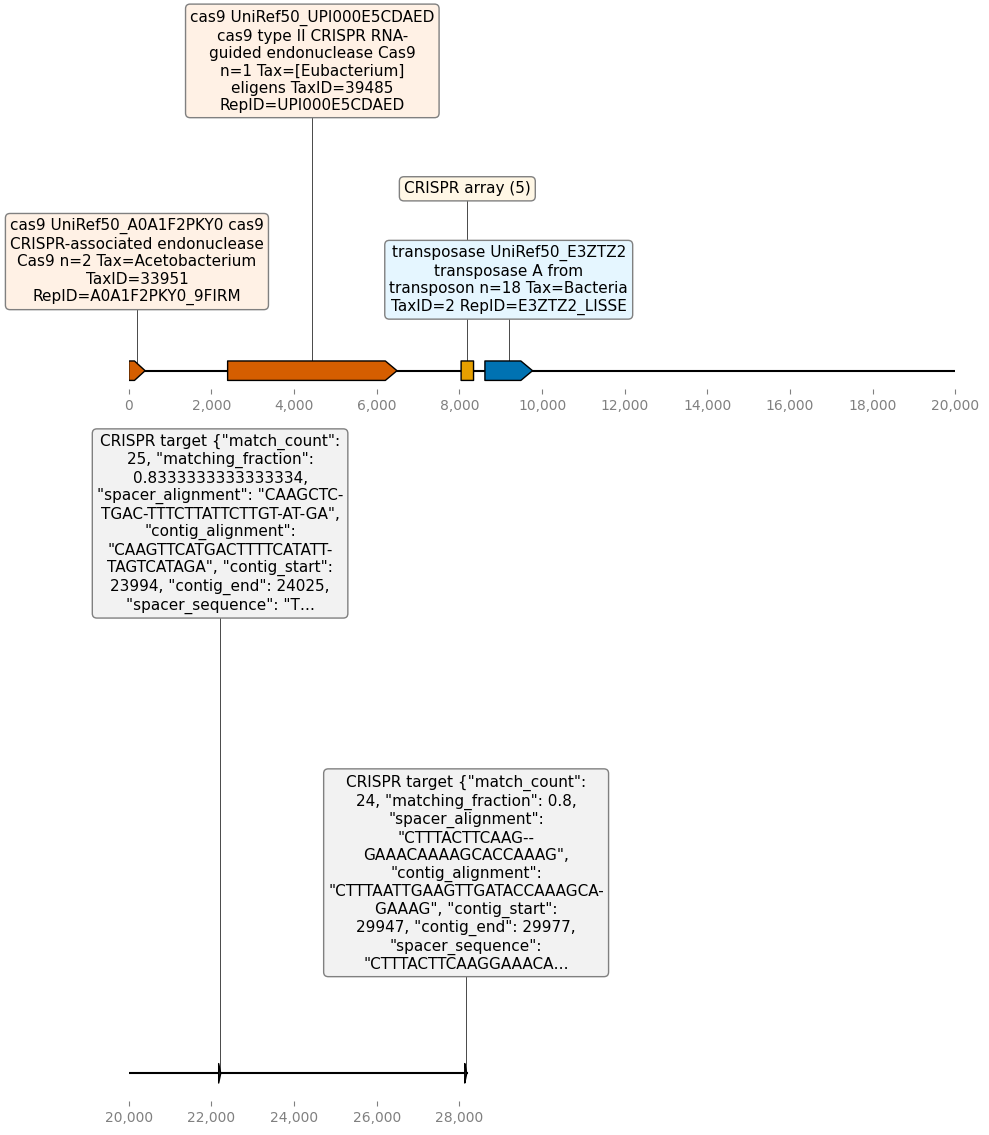 cas9 UniRef50_UPI000E5CDAED
cas9 type II CRISPR RNA-
guided endonuclease Cas9
n=1 Tax=[Eubacterium]
eligens TaxID=39485
RepID=UPI000E5CDAED
CRISPR array (5)
cas9 UniRef50_A0A1F2PKY0 cas9
CRISPR-associated endonuclease
Cas9 n=2 Tax=Acetobacterium
TaxID=33951
RepID=A0A1F2PKY0_9FIRM
transposase UniRef50_E3ZTZ2
transposase A from
transposon n=18 Tax=Bacteria
TaxID=2 RepID=E3ZTZ2_LISSE
0 2,000 4,000 6,000 8,000 10,000 12,000 14,000 16,000 18,000 20,000
CRISPR target {"match_count":
25, "matching_fraction":
0.8333333333333334,
"spacer_alignment": "CAAGCTC-
TGAC-TTTCTTATTCTTGT-AT-GA",
"contig_alignment":
"CAAGTTCATGACTTTTCATATT-
TAGTCATAGA", "contig_start":
23994, "contig_end": 24025,
"spacer_sequence": "T...
CRISPR target {"match_count":
24, "matching_fraction": 0.8,
"spacer_alignment":
"CTTTACTTCAAG--
GAAACAAAAGCACCAAAG",
"contig_alignment":
"CTTTAATTGAAGTTGATACCAAAGCA-
GAAAG", "contig_start":
29947, "contig_end": 29977,
"spacer_sequence":
"CTTTACTTCAAGGAAACA...
20,000 22,000 24,000 26,000 28,000